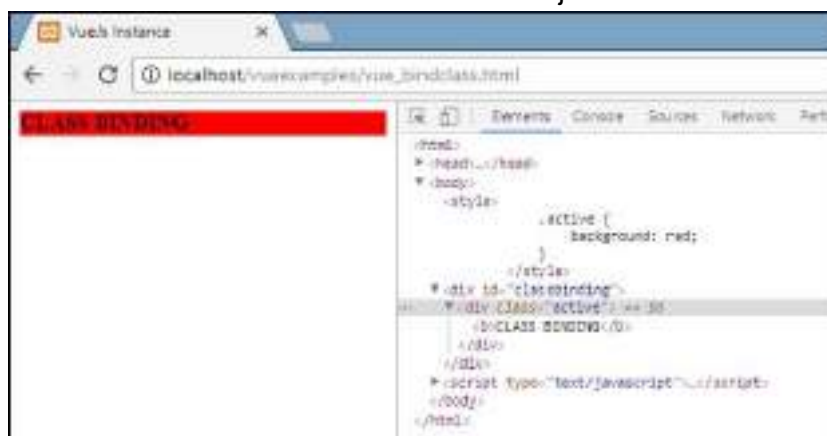 VueJs Instance
localhost/vueexamples/vue_bindclass.html
CLASS BINDING
Elements Console Sources Network
<html>
<head>…</head>
<body>
<style>
.active {
background: red;
}
</style>
<div id="classbinding">
<div class="active"> == $0
<b>CLASS BINDING</b>
</div>
</div>
<script type="text/javascript">…</script>
</body>
</html>